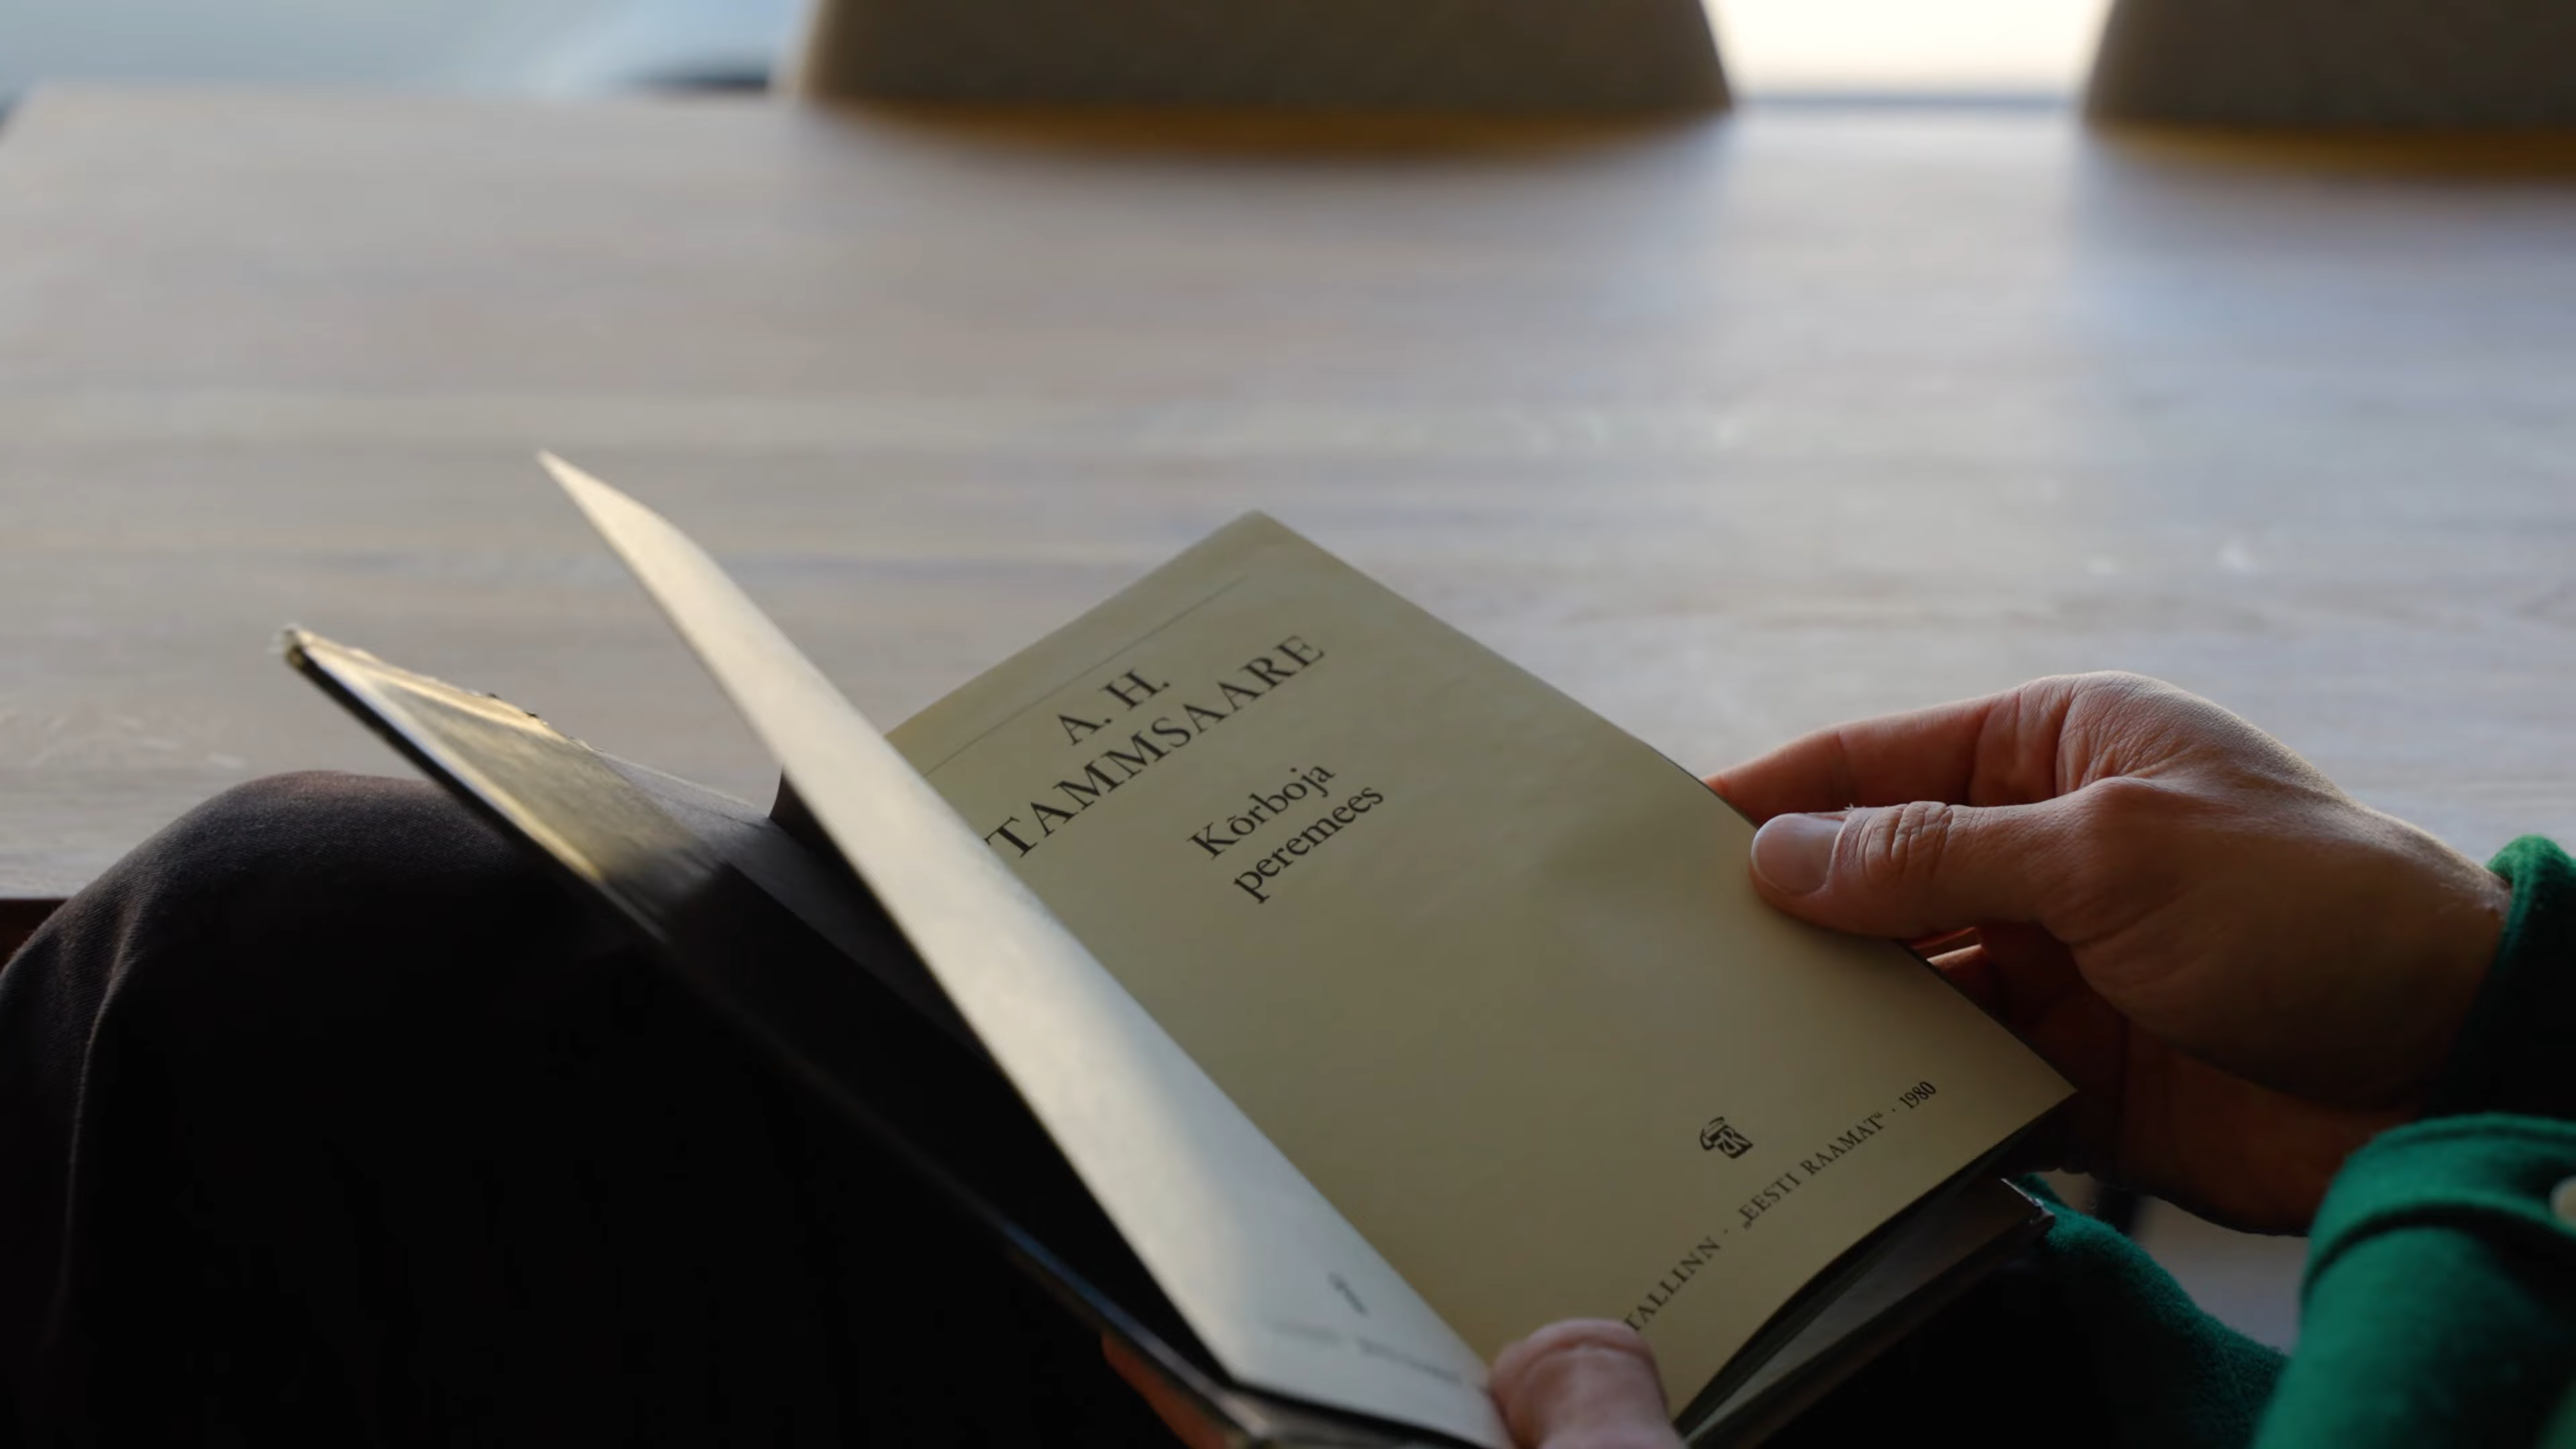 A. H.
TAMMSAARE
Kõrboja
peremees
TALLINN · „EESTI RAAMAT“ · 1980